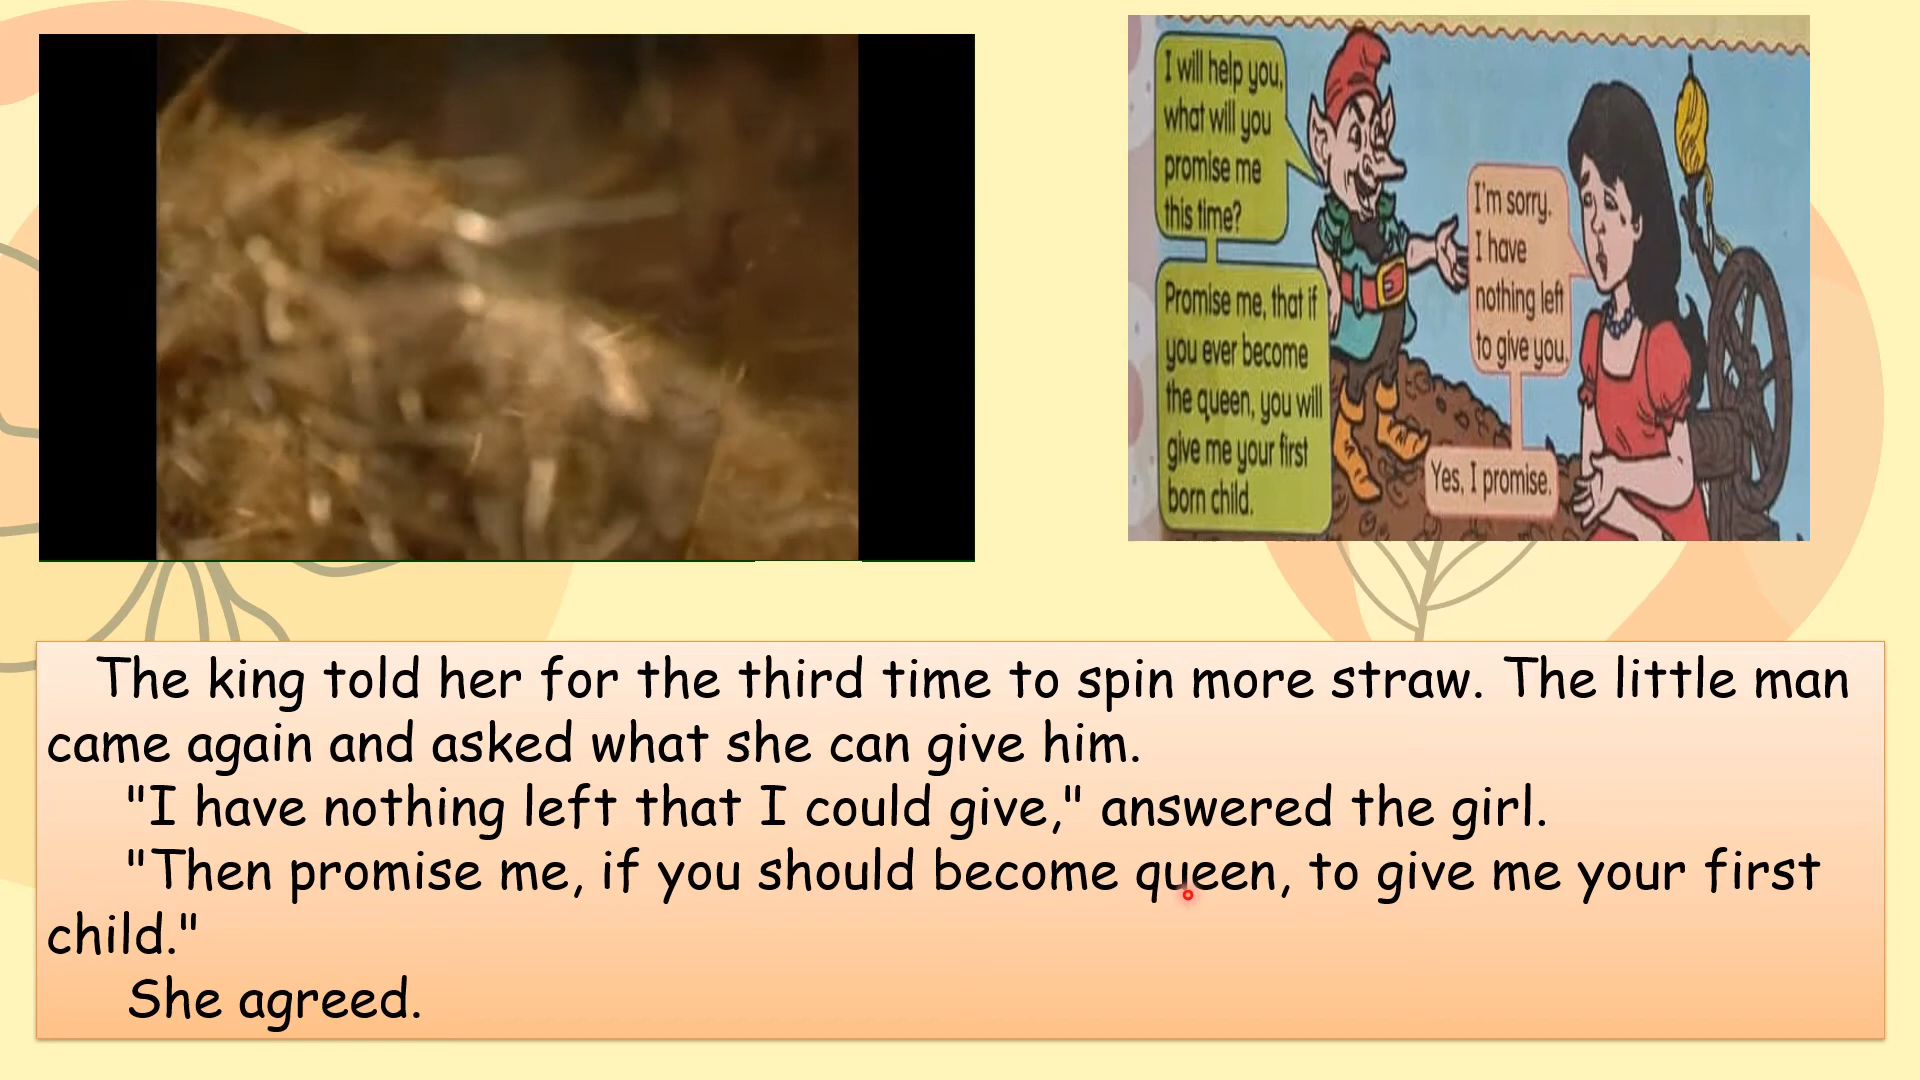 I will help you,
what will you
promise me
this time?
Promise me, that if
you ever become
the queen, you will
give me your first
born child.
I'm sorry.
I have
nothing left
to give you.
Yes, I promise.
The king told her for the third time to spin more straw. The little man
came again and asked what she can give him.
"I have nothing left that I could give," answered the girl.
"Then promise me, if you should become queen, to give me your first
child."
She agreed.